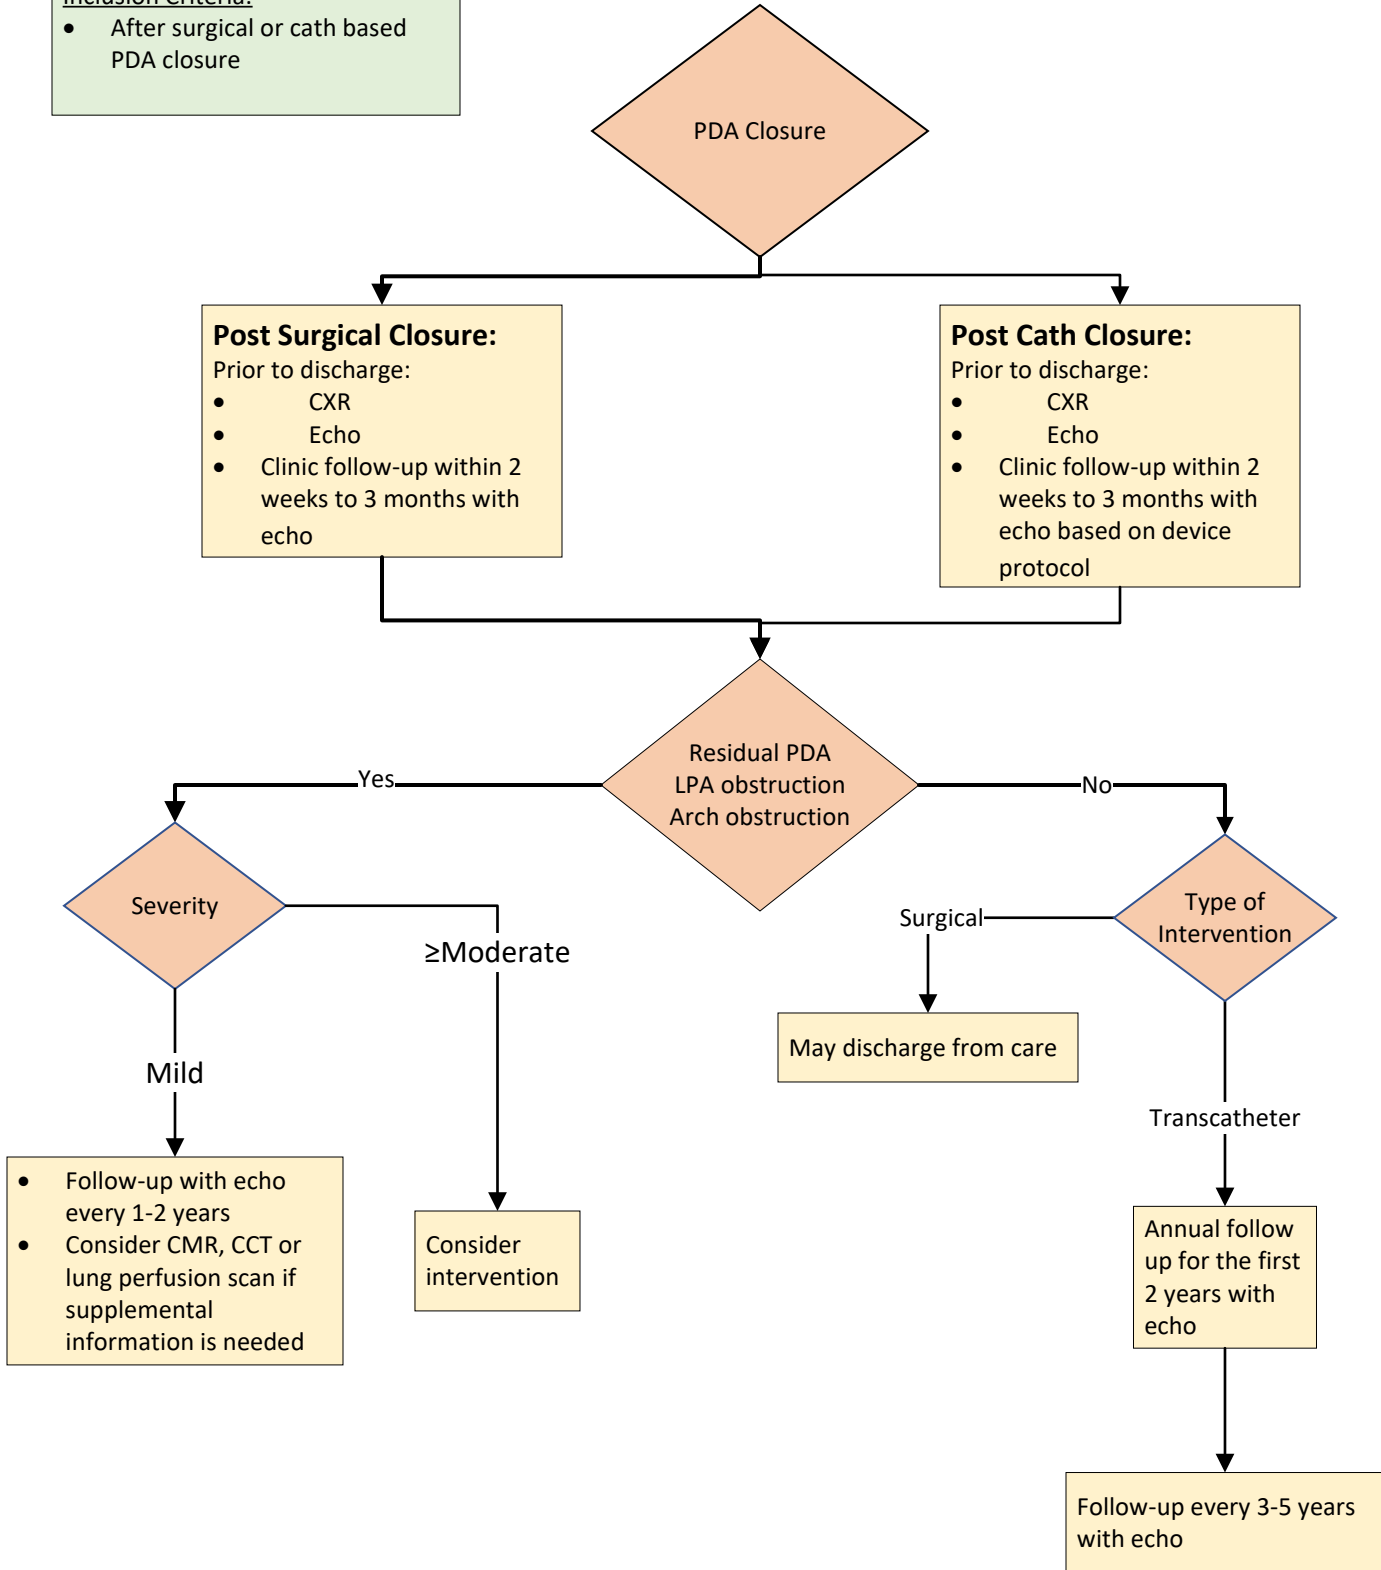 Inclusion Criteria:
• After surgical or cath based
PDA closure
PDA Closure
Post Surgical Closure:
Prior to discharge:
• CXR
• Echo
• Clinic follow-up within 2
weeks to 3 months with
echo
Post Cath Closure:
Prior to discharge:
• CXR
• Echo
• Clinic follow-up within 2
weeks to 3 months with
echo based on device
protocol
Residual PDA
LPA obstruction
Arch obstruction
Yes
No
Severity
≥Moderate
Mild
• Follow-up with echo
every 1-2 years
• Consider CMR, CCT or
lung perfusion scan if
supplemental
information is needed
Consider
intervention
Type of
Intervention
Surgical
May discharge from care
Transcatheter
Annual follow
up for the first
2 years with
echo
Follow-up every 3-5 years
with echo